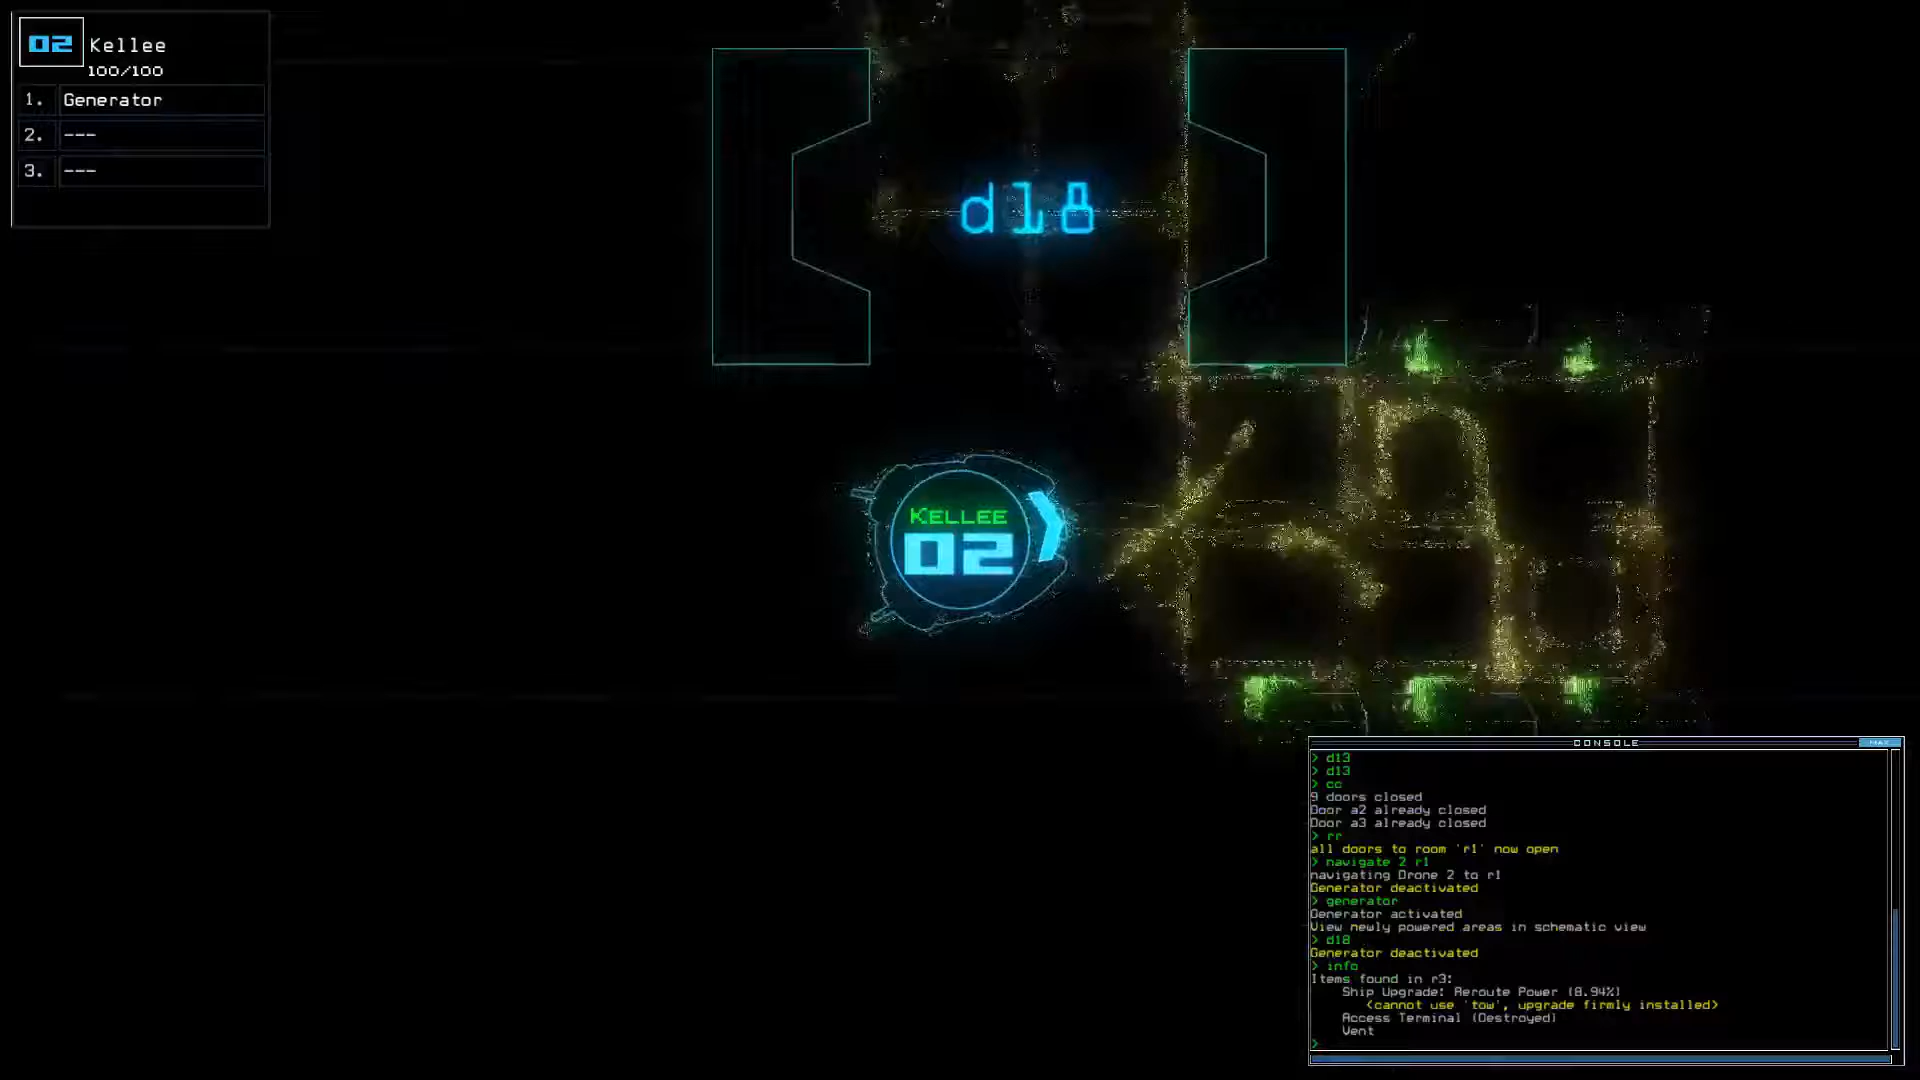 02 Kellee
100/100
1. Generator
2. ---
3. ---
d18
KELLEE
02
CONSOLE
MAX
> d13
> d13
> cc
9 doors closed
Door a2 already closed
Door a3 already closed
> rr
all doors to room 'r1' now open
> navigate 2 r1
navigating Drone 2 to r1
Generator deactivated
> generator
Generator activated
View newly powered areas in schematic view
> d18
Generator deactivated
> info
Items found in r3:
Ship Upgrade: Reroute Power (8.94%)
<cannot use 'tow', upgrade firmly installed>
Access Terminal (Destroyed)
Vent
>